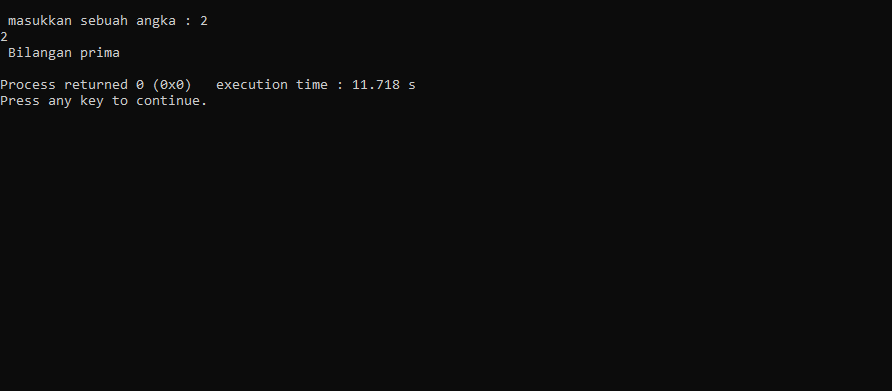 masukkan sebuah angka : 2
2
Bilangan prima
Process returned 0 (0x0)   execution time : 11.718 s
Press any key to continue.